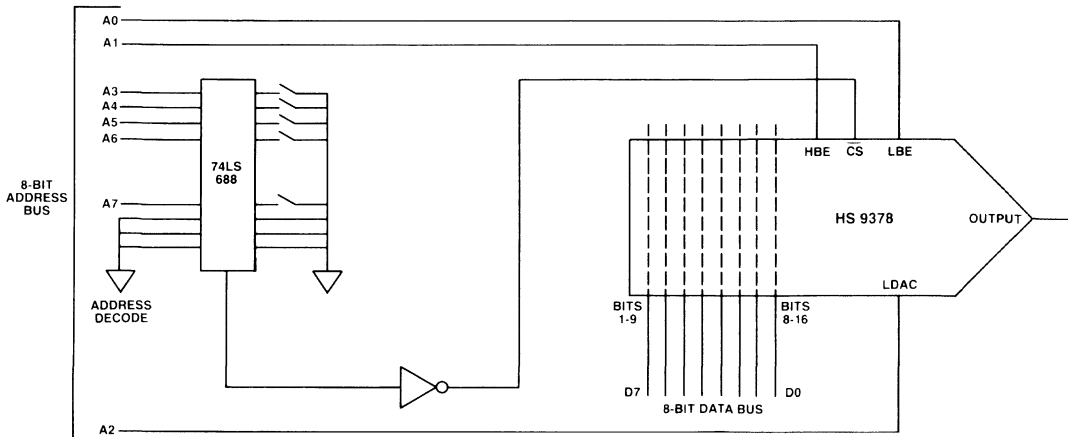 A0
A1
A3
A4
A5
A6
A7
8-BIT
ADDRESS
BUS
74LS
688
ADDRESS
DECODE
A2
HBE
CS
LBE
HS 9378
OUTPUT
LDAC
BITS
1-9
BITS
8-16
D7
D0
8-BIT DATA BUS